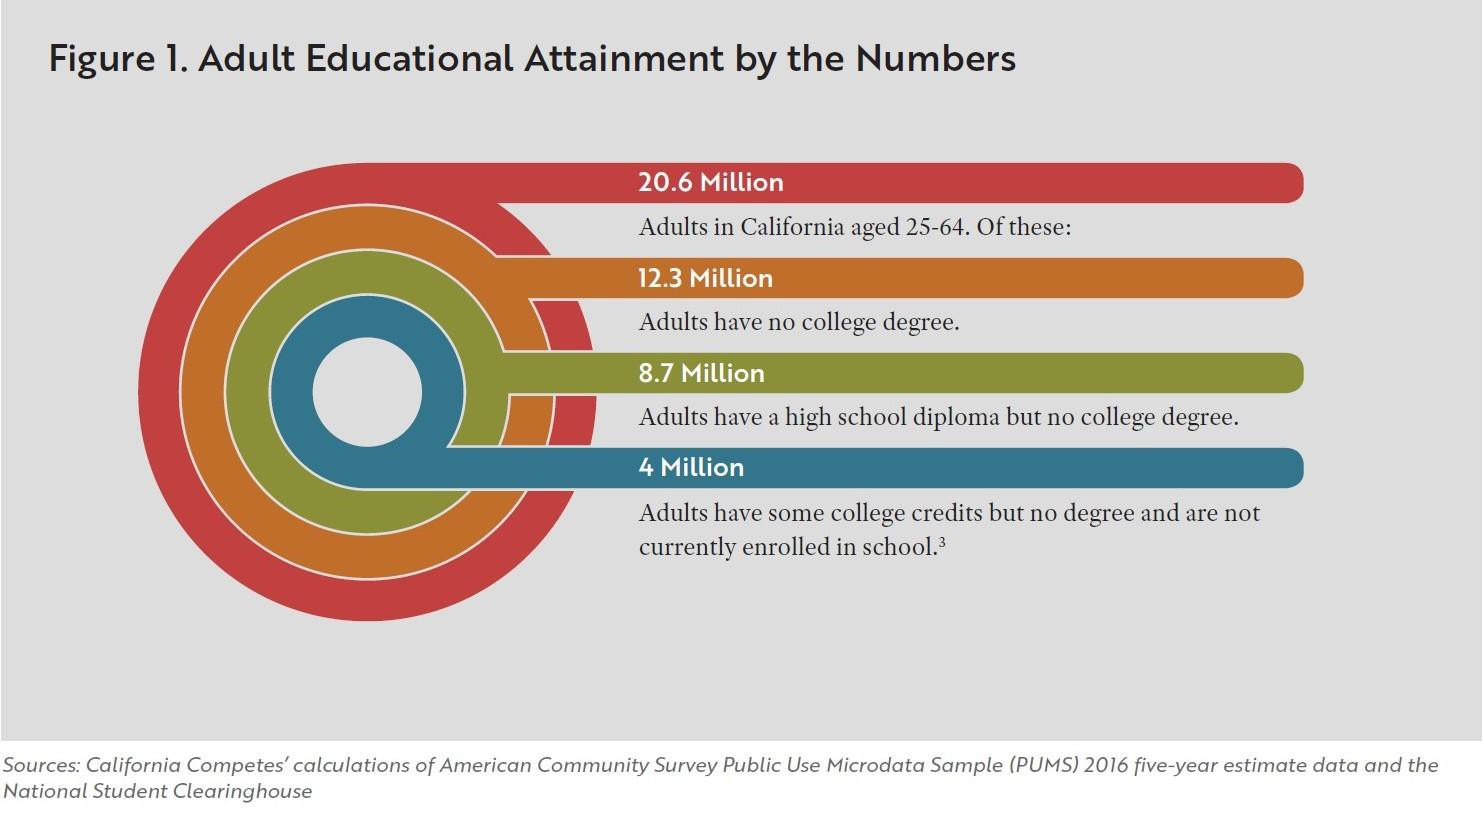 Figure 1. Adult Educational Attainment by the Numbers
20.6 Million
Adults in California aged 25-64. Of these:
12.3 Million
Adults have no college degree.
8.7 Million
Adults have a high school diploma but no college degree.
4 Million
Adults have some college credits but no degree and are not
currently enrolled in school.³
Sources: California Competes’ calculations of American Community Survey Public Use Microdata Sample (PUMS) 2016 five-year estimate data and the
National Student Clearinghouse